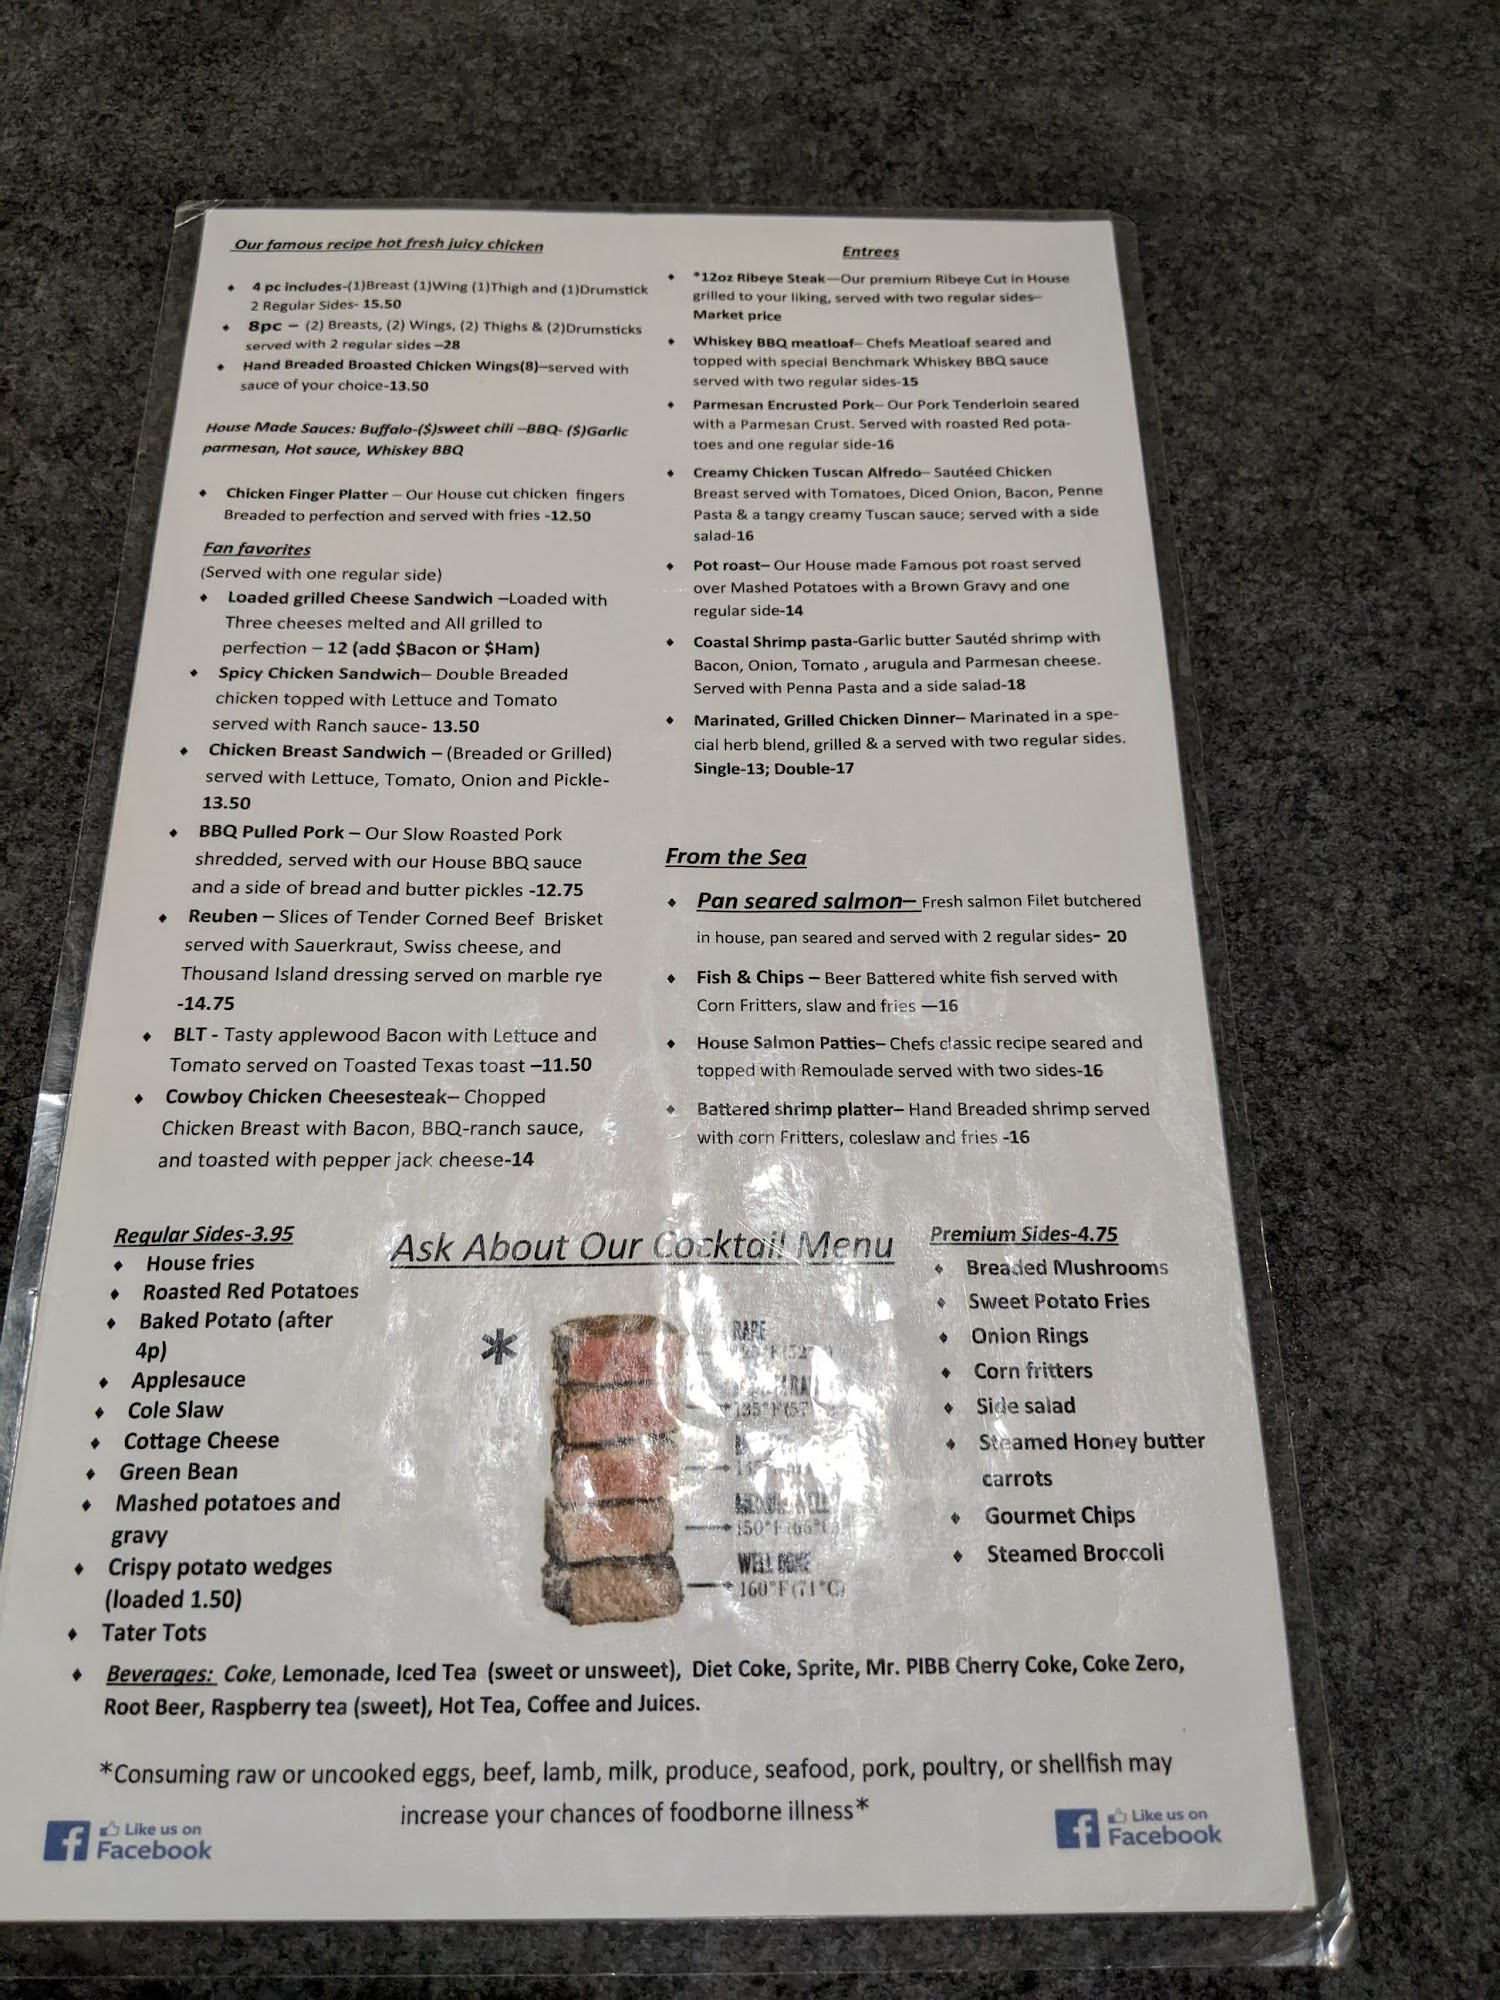 Our famous recipe hot fresh juicy chicken
♦ 4 pc includes-(1)Breast (1)Wing (1)Thigh and (1)Drumstick
2 Regular Sides- 15.50
♦ 8pc – (2) Breasts, (2) Wings, (2) Thighs & (2)Drumsticks
served with 2 regular sides –28
♦ Hand Breaded Broasted Chicken Wings(8)—served with
sauce of your choice-13.50
House Made Sauces: Buffalo-($)sweet chili –BBQ- ($)Garlic
parmesan, Hot sauce, Whiskey BBQ
♦ Chicken Finger Platter – Our House cut chicken fingers
Breaded to perfection and served with fries -12.50
Fan favorites
(Served with one regular side)
♦ Loaded grilled Cheese Sandwich –Loaded with
Three cheeses melted and All grilled to
perfection – 12 (add $Bacon or $Ham)
♦ Spicy Chicken Sandwich– Double Breaded
chicken topped with Lettuce and Tomato
served with Ranch sauce- 13.50
♦ Chicken Breast Sandwich – (Breaded or Grilled)
served with Lettuce, Tomato, Onion and Pickle-
13.50
♦ BBQ Pulled Pork – Our Slow Roasted Pork
shredded, served with our House BBQ sauce
and a side of bread and butter pickles -12.75
♦ Reuben – Slices of Tender Corned Beef Brisket
served with Sauerkraut, Swiss cheese, and
Thousand Island dressing served on marble rye
-14.75
♦ BLT - Tasty applewood Bacon with Lettuce and
Tomato served on Toasted Texas toast –11.50
♦ Cowboy Chicken Cheesesteak– Chopped
Chicken Breast with Bacon, BBQ-ranch sauce,
and toasted with pepper jack cheese-14
Entrees
♦ *12oz Ribeye Steak—Our premium Ribeye Cut in House
grilled to your liking, served with two regular sides–
Market price
♦ Whiskey BBQ meatloaf– Chefs Meatloaf seared and
topped with special Benchmark Whiskey BBQ sauce
served with two regular sides-15
♦ Parmesan Encrusted Pork– Our Pork Tenderloin seared
with a Parmesan Crust. Served with roasted Red pota-
toes and one regular side-16
♦ Creamy Chicken Tuscan Alfredo– Sautéed Chicken
Breast served with Tomatoes, Diced Onion, Bacon, Penne
Pasta & a tangy creamy Tuscan sauce; served with a side
salad-16
♦ Pot roast– Our House made Famous pot roast served
over Mashed Potatoes with a Brown Gravy and one
regular side-14
♦ Coastal Shrimp pasta-Garlic butter Sautéd shrimp with
Bacon, Onion, Tomato , arugula and Parmesan cheese.
Served with Penna Pasta and a side salad-18
♦ Marinated, Grilled Chicken Dinner– Marinated in a spe-
cial herb blend, grilled & a served with two regular sides.
Single-13; Double-17
From the Sea
♦ Pan seared salmon– Fresh salmon Filet butchered
in house, pan seared and served with 2 regular sides– 20
♦ Fish & Chips – Beer Battered white fish served with
Corn Fritters, slaw and fries —16
♦ House Salmon Patties– Chefs classic recipe seared and
topped with Remoulade served with two sides-16
♦ Battered shrimp platter– Hand Breaded shrimp served
with corn Fritters, coleslaw and fries -16
Regular Sides-3.95
♦ House fries
♦ Roasted Red Potatoes
♦ Baked Potato (after
4p)
♦ Applesauce
♦ Cole Slaw
♦ Cottage Cheese
♦ Green Bean
♦ Mashed potatoes and
gravy
♦ Crispy potato wedges
(loaded 1.50)
♦ Tater Tots
Ask About Our Cocktail Menu
*
RARE
135°F(57
150°F(66°C)
WELL DONE
160°F(71°C)
Premium Sides-4.75
♦ Breaded Mushrooms
♦ Sweet Potato Fries
♦ Onion Rings
♦ Corn fritters
♦ Side salad
♦ Steamed Honey butter
carrots
♦ Gourmet Chips
♦ Steamed Broccoli
♦ Beverages: Coke, Lemonade, Iced Tea (sweet or unsweet), Diet Coke, Sprite, Mr. PIBB Cherry Coke, Coke Zero,
Root Beer, Raspberry tea (sweet), Hot Tea, Coffee and Juices.
*Consuming raw or uncooked eggs, beef, lamb, milk, produce, seafood, pork, poultry, or shellfish may
increase your chances of foodborne illness*
f Like us on
Facebook
f Like us on
Facebook